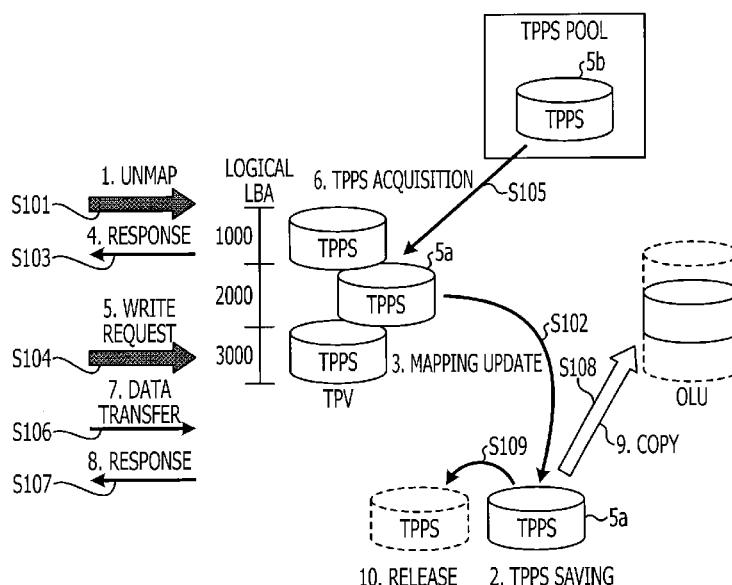 TPPS POOL
5b
TPPS
1. UNMAP
LOGICAL
LBA
6. TPPS ACQUISITION
S101
S105
4. RESPONSE
1000
TPPS
5a
S103
5. WRITE
REQUEST
2000
TPPS
S102
S104
3000
TPPS
3. MAPPING UPDATE
S108
7. DATA
TRANSFER
TPV
OLU
S106
9. COPY
8. RESPONSE
S109
S107
TPPS
TPPS
5a
10. RELEASE
2. TPPS SAVING